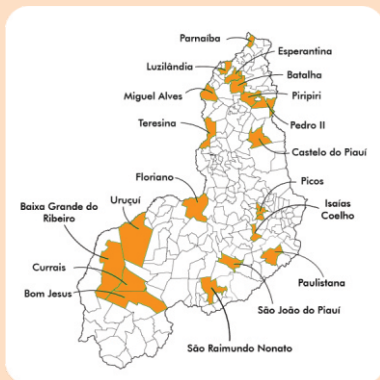 Parnaíba
Esperantina
Luzilândia
Batalha
Miguel Alves
Piripiri
Pedro II
Teresina
Castelo do Piauí
Floriano
Picos
Isaías
Coelho
Uruçuí
Baixa Grande do
Ribeiro
Currais
Bom Jesus
Paulistana
São João do Piauí
São Raimundo Nonato